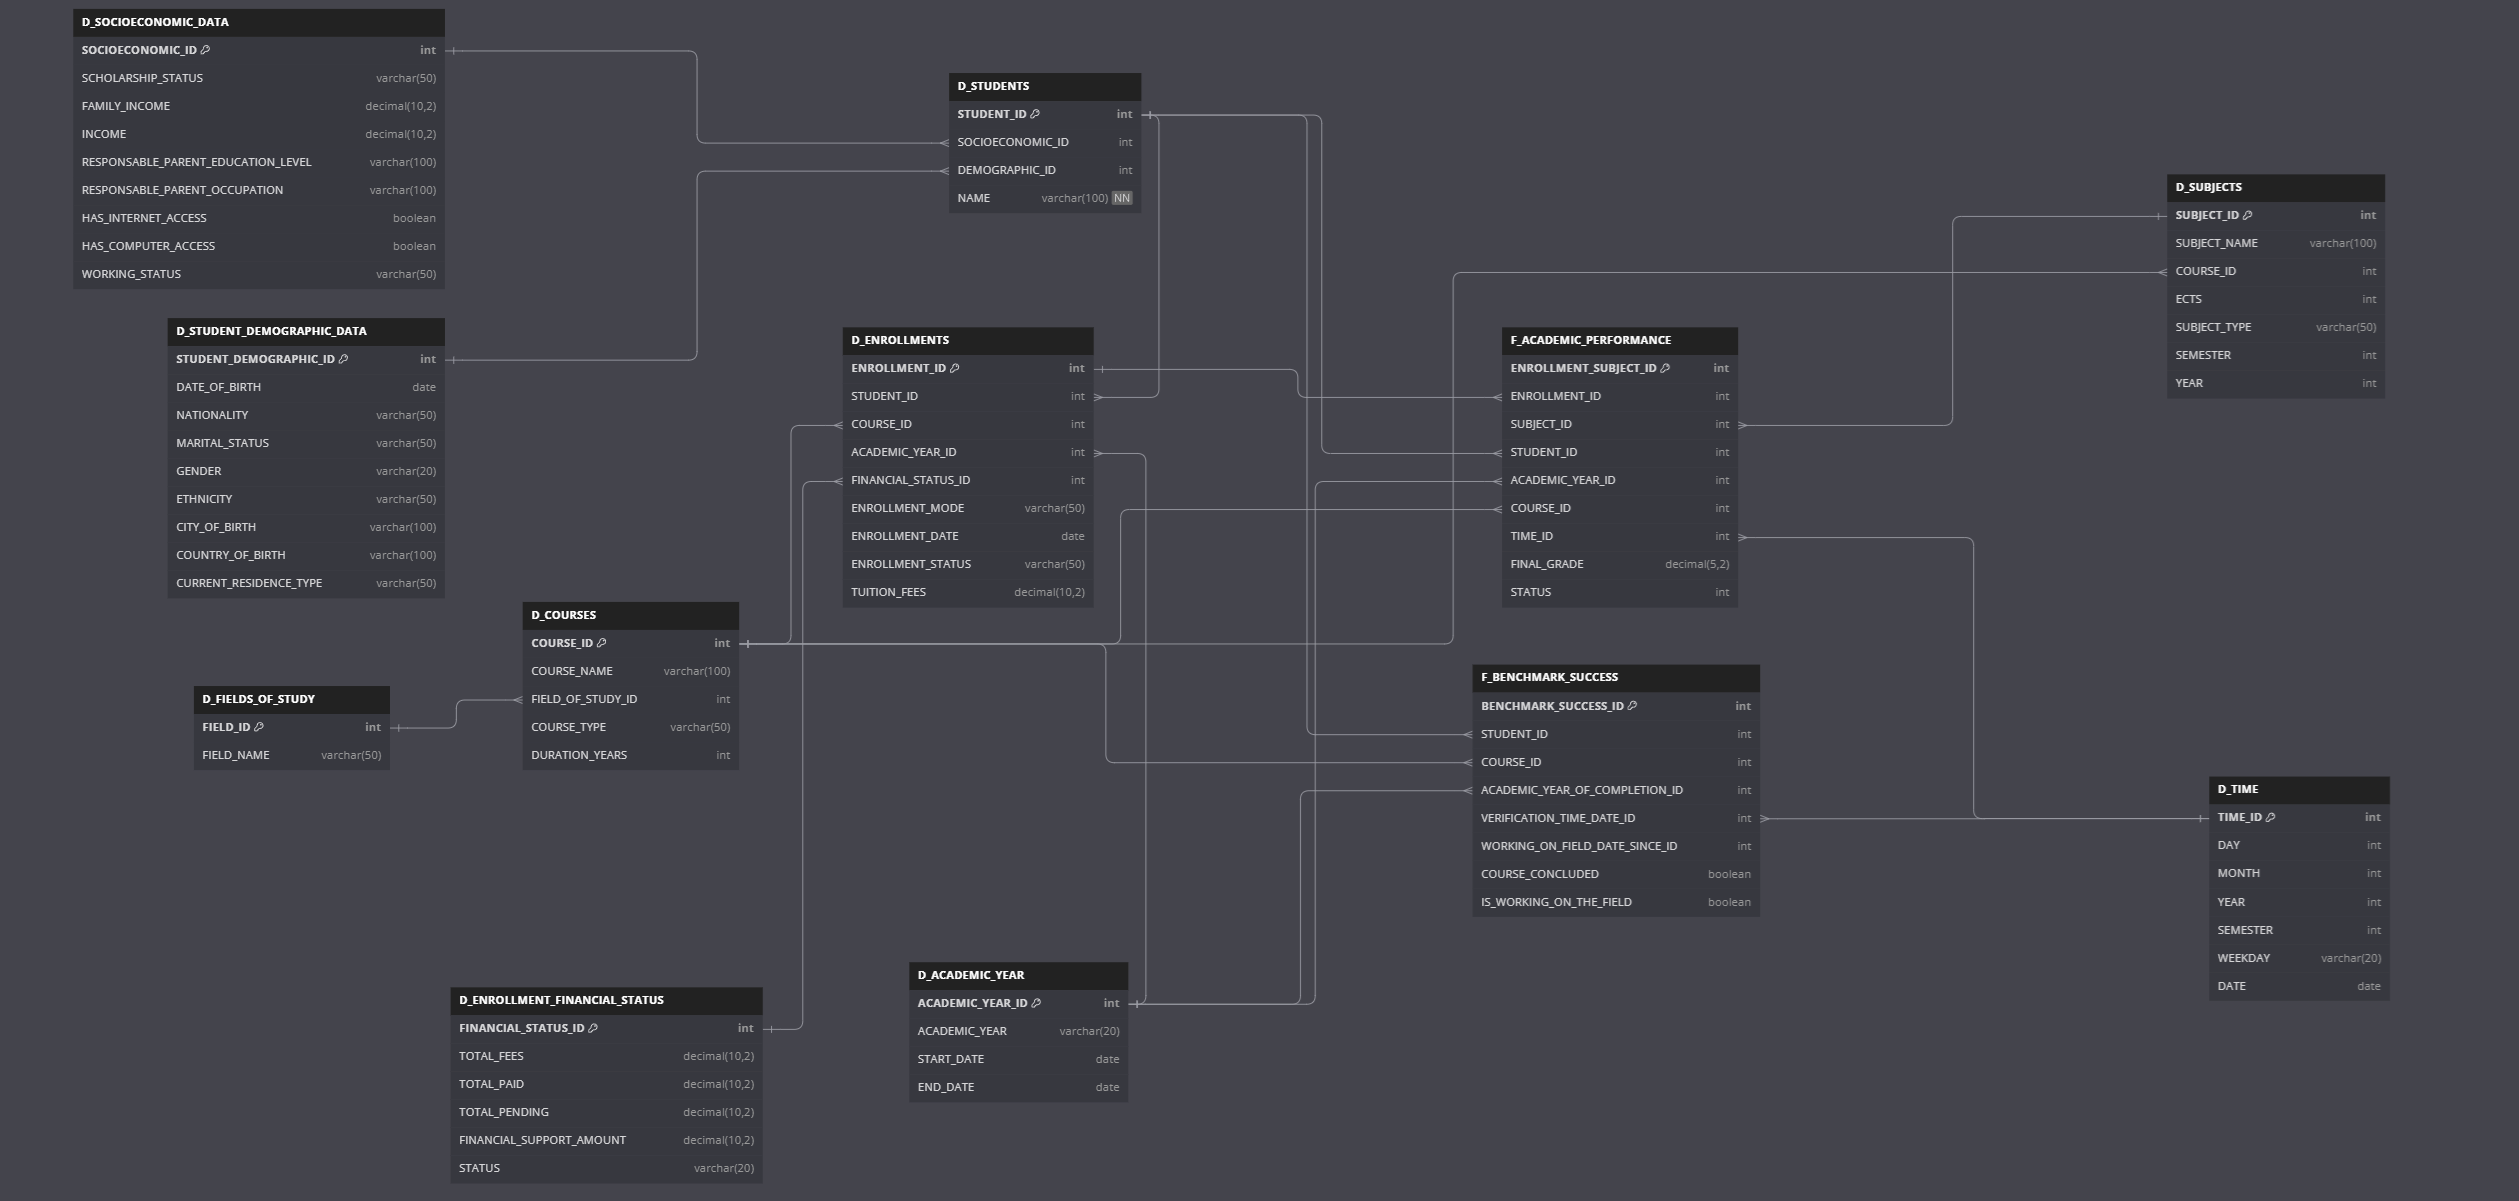 D_SOCIOECONOMIC_DATA
SOCIOECONOMIC_ID int
SCHOLARSHIP_STATUS varchar(50)
FAMILY_INCOME decimal(10,2)
INCOME decimal(10,2)
RESPONSABLE_PARENT_EDUCATION_LEVEL varchar(100)
RESPONSABLE_PARENT_OCCUPATION varchar(100)
HAS_INTERNET_ACCESS boolean
HAS_COMPUTER_ACCESS boolean
WORKING_STATUS varchar(50)
D_STUDENTS
STUDENT_ID int
SOCIOECONOMIC_ID int
DEMOGRAPHIC_ID int
NAME varchar(100) NN
D_SUBJECTS
SUBJECT_ID int
SUBJECT_NAME varchar(100)
COURSE_ID int
ECTS int
SUBJECT_TYPE varchar(50)
SEMESTER int
YEAR int
D_STUDENT_DEMOGRAPHIC_DATA
STUDENT_DEMOGRAPHIC_ID int
DATE_OF_BIRTH date
NATIONALITY varchar(50)
MARITAL_STATUS varchar(50)
GENDER varchar(20)
ETHNICITY varchar(50)
CITY_OF_BIRTH varchar(100)
COUNTRY_OF_BIRTH varchar(100)
CURRENT_RESIDENCE_TYPE varchar(50)
D_ENROLLMENTS
ENROLLMENT_ID int
STUDENT_ID int
COURSE_ID int
ACADEMIC_YEAR_ID int
FINANCIAL_STATUS_ID int
ENROLLMENT_MODE varchar(50)
ENROLLMENT_DATE date
ENROLLMENT_STATUS varchar(50)
TUITION_FEES decimal(10,2)
F_ACADEMIC_PERFORMANCE
ENROLLMENT_SUBJECT_ID int
ENROLLMENT_ID int
SUBJECT_ID int
STUDENT_ID int
ACADEMIC_YEAR_ID int
COURSE_ID int
TIME_ID int
FINAL_GRADE decimal(5,2)
STATUS int
D_COURSES
COURSE_ID int
COURSE_NAME varchar(100)
FIELD_OF_STUDY_ID int
COURSE_TYPE varchar(50)
DURATION_YEARS int
D_FIELDS_OF_STUDY
FIELD_ID int
FIELD_NAME varchar(50)
F_BENCHMARK_SUCCESS
BENCHMARK_SUCCESS_ID int
STUDENT_ID int
COURSE_ID int
ACADEMIC_YEAR_OF_COMPLETION_ID int
VERIFICATION_TIME_DATE_ID int
WORKING_ON_FIELD_DATE_SINCE_ID int
COURSE_CONCLUDED boolean
IS_WORKING_ON_THE_FIELD boolean
D_TIME
TIME_ID int
DAY int
MONTH int
YEAR int
SEMESTER int
WEEKDAY varchar(20)
DATE date
D_ENROLLMENT_FINANCIAL_STATUS
FINANCIAL_STATUS_ID int
TOTAL_FEES decimal(10,2)
TOTAL_PAID decimal(10,2)
TOTAL_PENDING decimal(10,2)
FINANCIAL_SUPPORT_AMOUNT decimal(10,2)
STATUS varchar(20)
D_ACADEMIC_YEAR
ACADEMIC_YEAR_ID int
ACADEMIC_YEAR varchar(20)
START_DATE date
END_DATE date